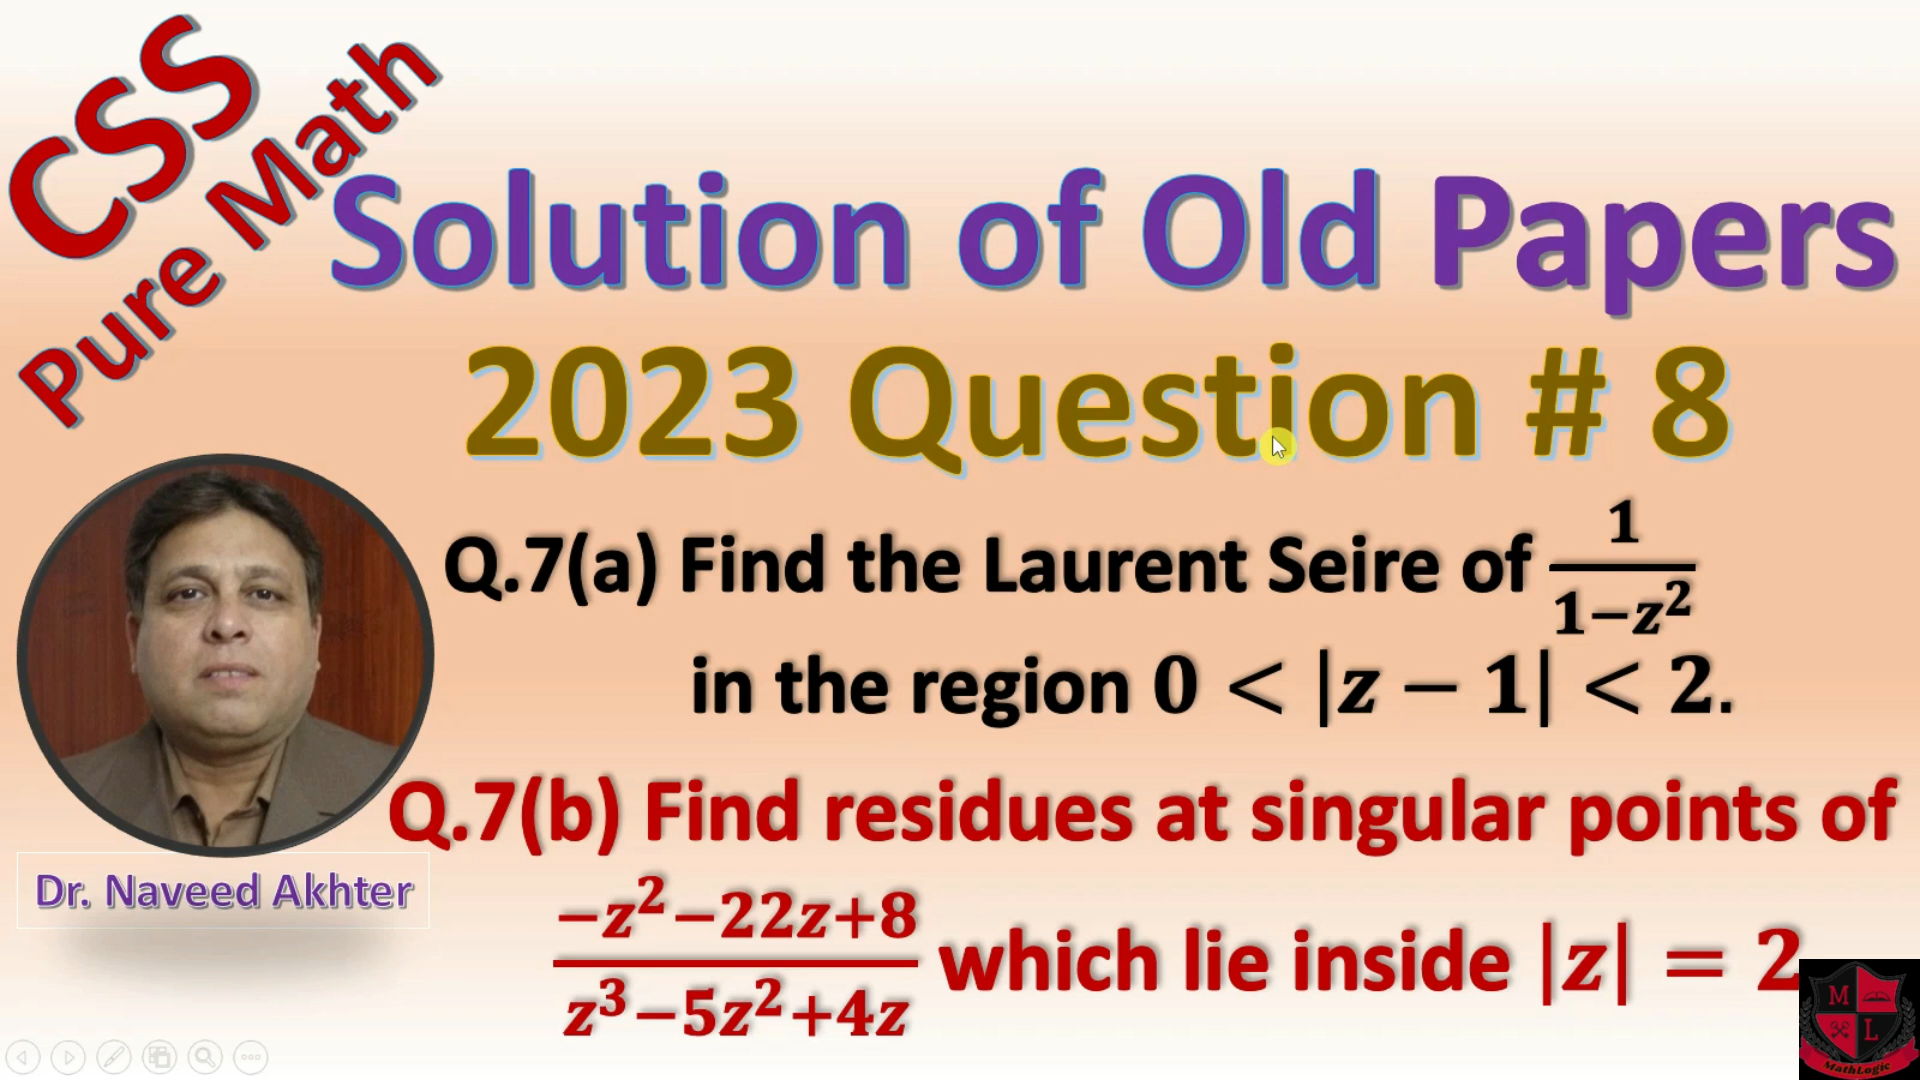 CSS
Pure Math
Solution of Old Papers
2023 Question # 8
Q.7(a) Find the Laurent Seire of 1/(1−z²)
in the region 0 < |z − 1| < 2.
Q.7(b) Find residues at singular points of
(−z²−22z+8)/(z³−5z²+4z) which lie inside |z| = 2
Dr. Naveed Akhter
M
L
MathLogic